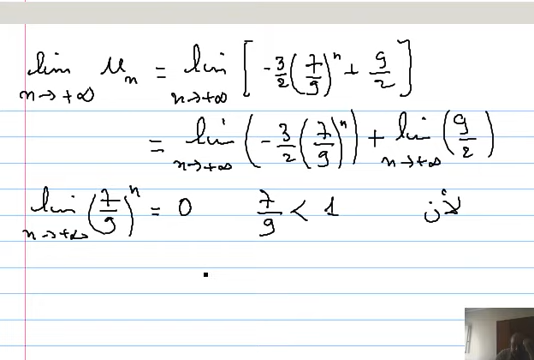 lim n→+∞ Un = lim n→+∞ [-3/2 (7/9)^n + 9/2]
= lim n→+∞ (-3/2 (7/9)^n) + lim n→+∞ (9/2)
lim n→+∞ (7/9)^n = 0 7/9 < 1 لأن